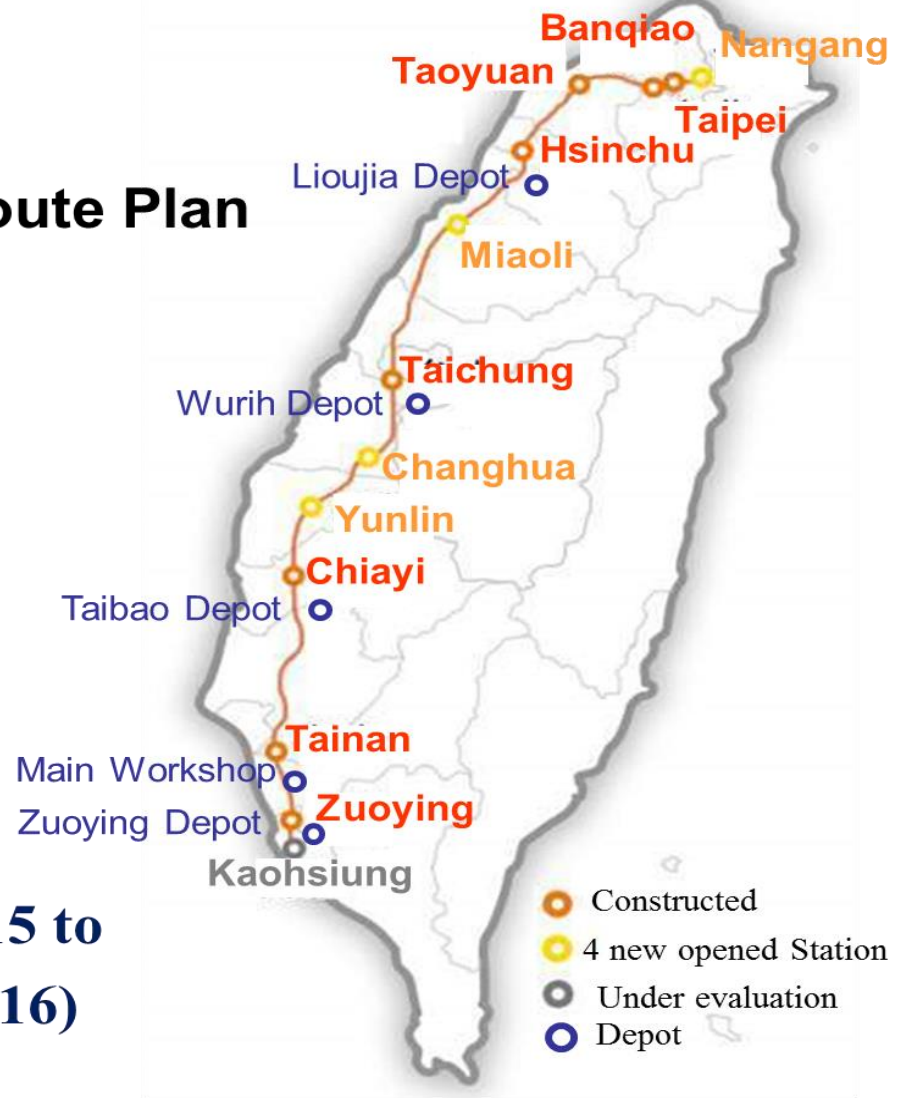 Banqiao
Nangang
Taoyuan
Taipei
Hsinchu
Lioujia Depot
oute Plan
Miaoli
Taichung
Wurih Depot
Changhua
Yunlin
Chiayi
Taibao Depot
Tainan
Main Workshop
Zuoying
Zuoying Depot
Kaohsiung
Constructed
5 to
4 new opened Station
Under evaluation
16)
Depot